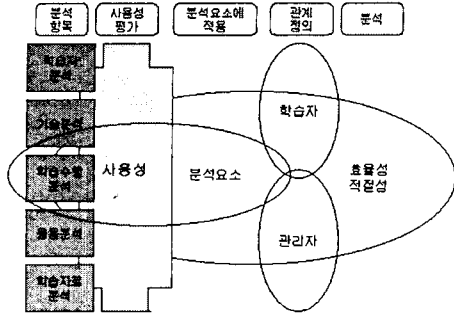 분석
항목
사용성
평가
분석요소에
적용
관계
정의
분석
학습자
분석
기술분석
학습수행
분석
분석
학습자료
분석
사용성
분석요소
학습자
관리자
효율성
적절성